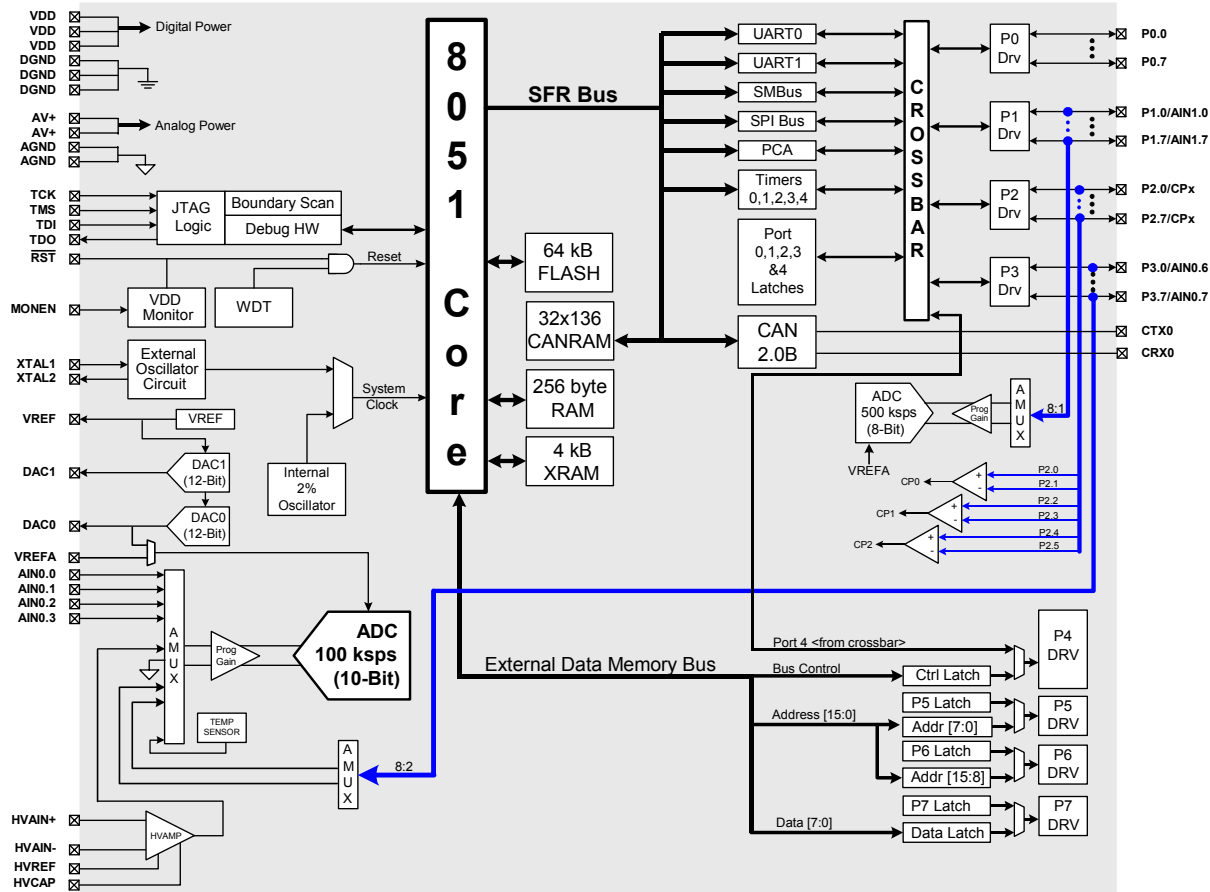 VDD
VDD
VDD
Digital Power
DGND
DGND
DGND
AV+
AV+
Analog Power
AGND
AGND
TCK
TMS
TDI
TDO
RST
JTAG
Logic
Boundary Scan
Debug HW
Reset
MONEN
VDD
Monitor
WDT
XTAL1
XTAL2
External
Oscillator
Circuit
System
Clock
VREF
VREF
DAC1
DAC1
(12-Bit)
Internal
2%
Oscillator
DAC0
DAC0
(12-Bit)
VREFA
AIN0.0
AIN0.1
AIN0.2
AIN0.3
A
M
U
X
Prog
Gain
ADC
100 ksps
(10-Bit)
TEMP
SENSOR
A
M
U
X
8:2
HVAIN+
HVAIN-
HVREF
HVCAP
HVAMP
8
0
5
1
C
o
r
e
SFR Bus
64 kB
FLASH
32x136
CANRAM
256 byte
RAM
4 kB
XRAM
External Data Memory Bus
UART0
UART1
SMBus
SPI Bus
PCA
Timers
0,1,2,3,4
Port
0,1,2,3
&4
Latches
CAN
2.0B
C
R
O
S
S
B
A
R
P0
Drv
P1
Drv
P2
Drv
P3
Drv
P0.0
P0.7
P1.0/AIN1.0
P1.7/AIN1.7
P2.0/CPx
P2.7/CPx
P3.0/AIN0.6
P3.7/AIN0.7
CTX0
CRX0
ADC
500 ksps
(8-Bit)
Prog
Gain
A
M
U
X
8:1
VREFA
CP0
+
-
P2.0
P2.1
CP1
+
-
P2.2
P2.3
CP2
+
-
P2.4
P2.5
Port 4 <from crossbar>
Bus Control
Ctrl Latch
P4
DRV
Address [15:0]
P5 Latch
Addr [7:0]
P5
DRV
P6 Latch
Addr [15:8]
P6
DRV
Data [7:0]
P7 Latch
Data Latch
P7
DRV